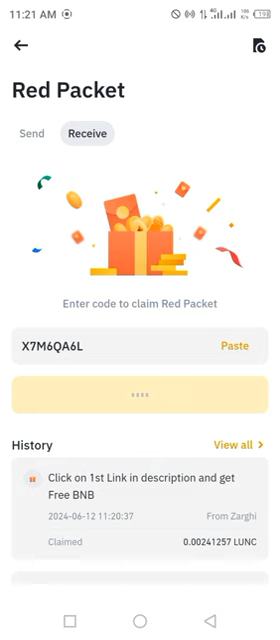 11:21 AM
Red Packet
Send
Receive
Enter code to claim Red Packet
X7M6QA6L
Paste
History
View all
Click on 1st Link in description and get
Free BNB
2024-06-12 11:20:37
From Zarghi
Claimed
0.00241257 LUNC